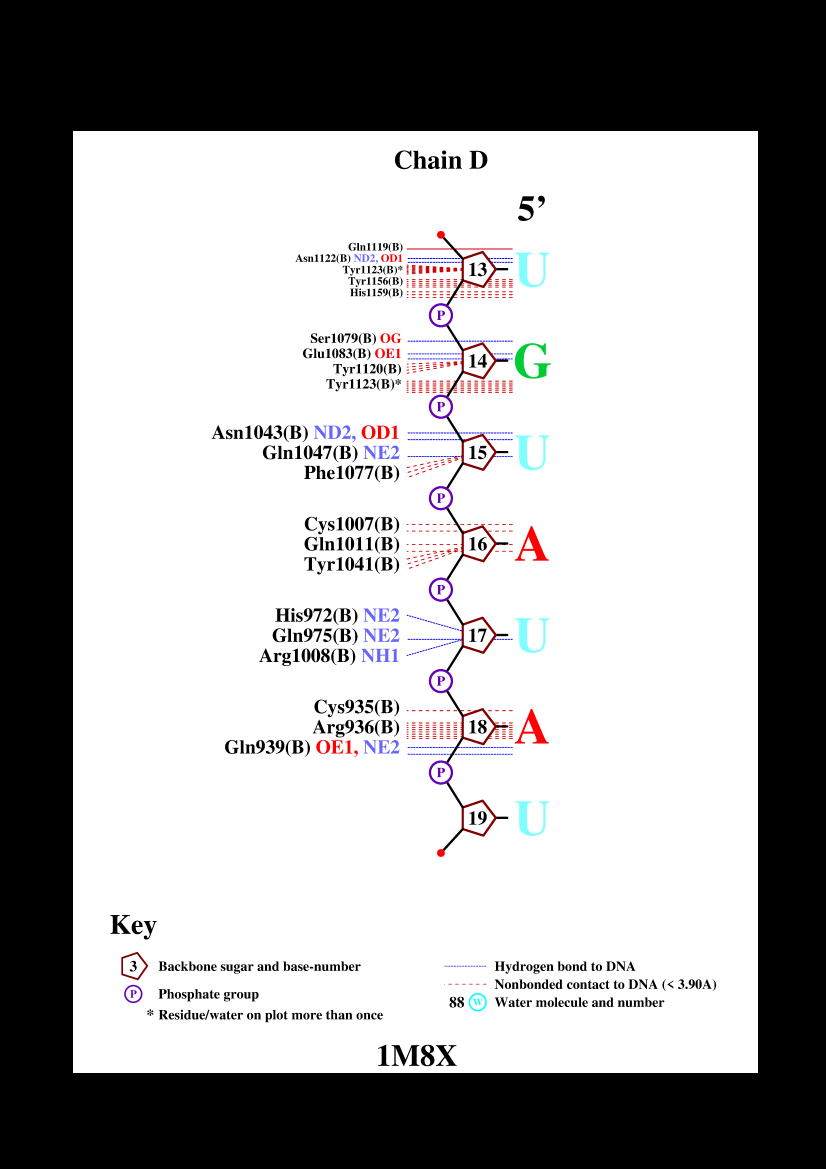 Chain D
5’
Gln1119(B)
Asn1122(B) ND2, OD1
Tyr1123(B)*
Tyr1156(B)
His1159(B)
13 U
P
Ser1079(B) OG
Glu1083(B) OE1
Tyr1120(B)
Tyr1123(B)*
14 G
P
Asn1043(B) ND2, OD1
Gln1047(B) NE2
Phe1077(B)
15 U
P
Cys1007(B)
Gln1011(B)
Tyr1041(B)
16 A
P
His972(B) NE2
Gln975(B) NE2
Arg1008(B) NH1
17 U
P
Cys935(B)
Arg936(B)
Gln939(B) OE1, NE2
18 A
P
19 U
Key
3 Backbone sugar and base-number
P Phosphate group
* Residue/water on plot more than once
Hydrogen bond to DNA
Nonbonded contact to DNA (< 3.90A)
88 W Water molecule and number
1M8X